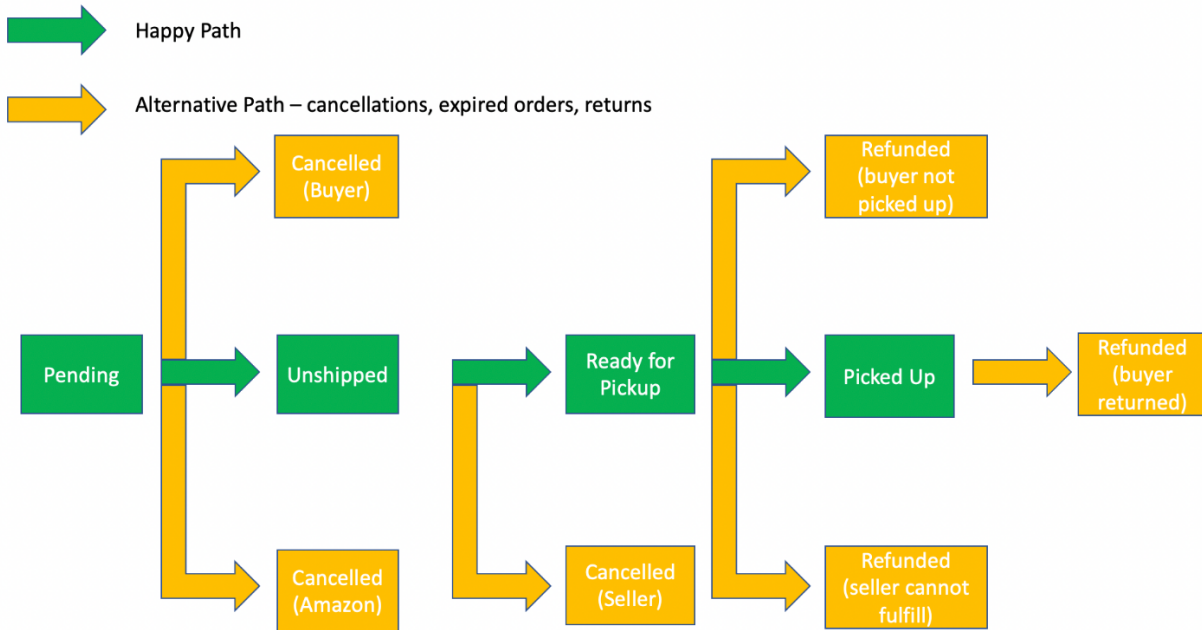 Happy Path
Alternative Path – cancellations, expired orders, returns
Cancelled
(Buyer)
Refunded
(buyer not
picked up)
Pending
Unshipped
Ready for
Pickup
Picked Up
Refunded
(buyer
returned)
Cancelled
(Amazon)
Cancelled
(Seller)
Refunded
(seller cannot
fulfill)